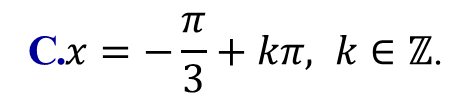 C. x = −π/3 + kπ, k ∈ ℤ.